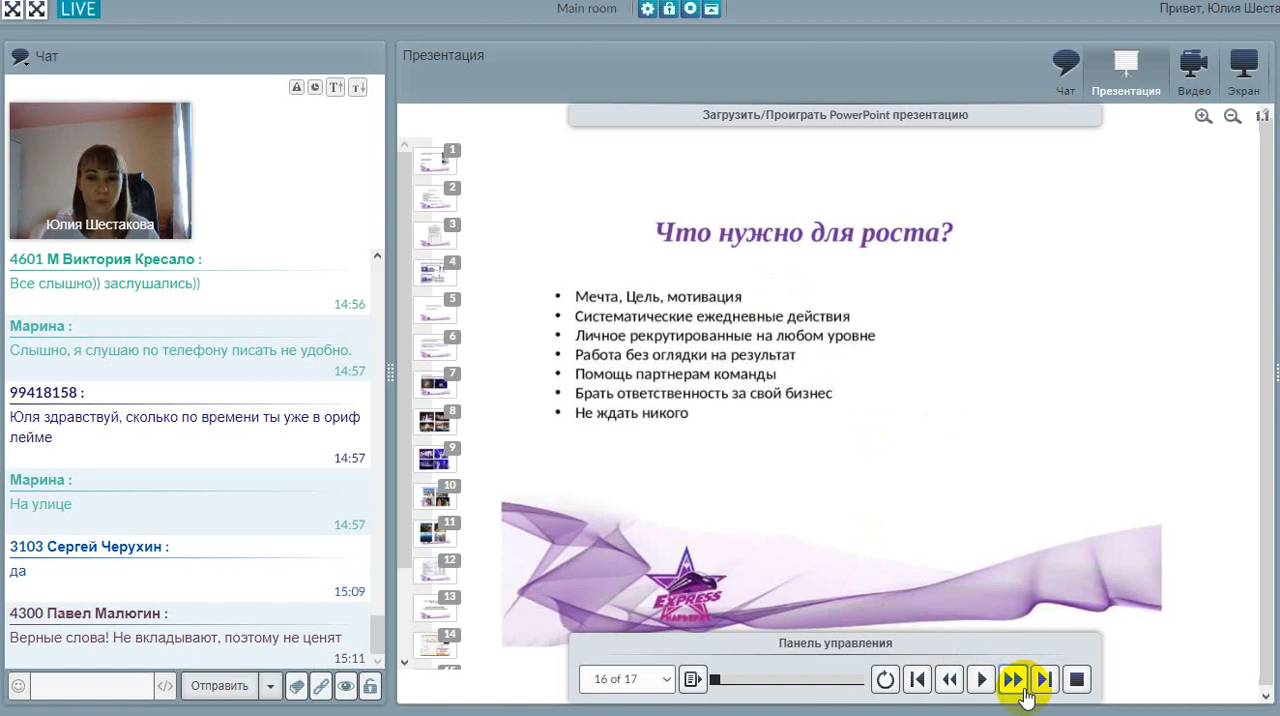 LIVE
Main room
Привет, Юлия Шеста
Чат
Юлия Шестакова
4601 М Виктория Кресало :
Все слышно)) заслушалась))
14:56
Марина :
Слышно, я слушаю потелефону писать не удобно.
14:57
99418158 :
Юля здравствуй, сколько по времени ты уже в ориф
лейме
14:57
Марина :
На улице
14:57
3103 Сергей Черухин :
да
15:09
4300 Павел Малюгин :
Верные слова! Не вкладывают, поэтому не ценят
15:11
Отправить
Презентация
Чат
Презентация
Видео
Экран
Загрузить/Проиграть PowerPoint презентацию
1:1
1
2
3
4
5
6
7
8
9
10
11
12
13
14
Что нужно для роста?
• Мечта, Цель, мотивация
• Систематические ежедневные действия
• Личное рекрутированные на любом уровне
• Работа без оглядки на результат
• Помощь партнерам команды
• Брать ответственность за свой бизнес
• Не ждать никого
EXPRESS
КАРЬЕРА
Панель управления
16 of 17